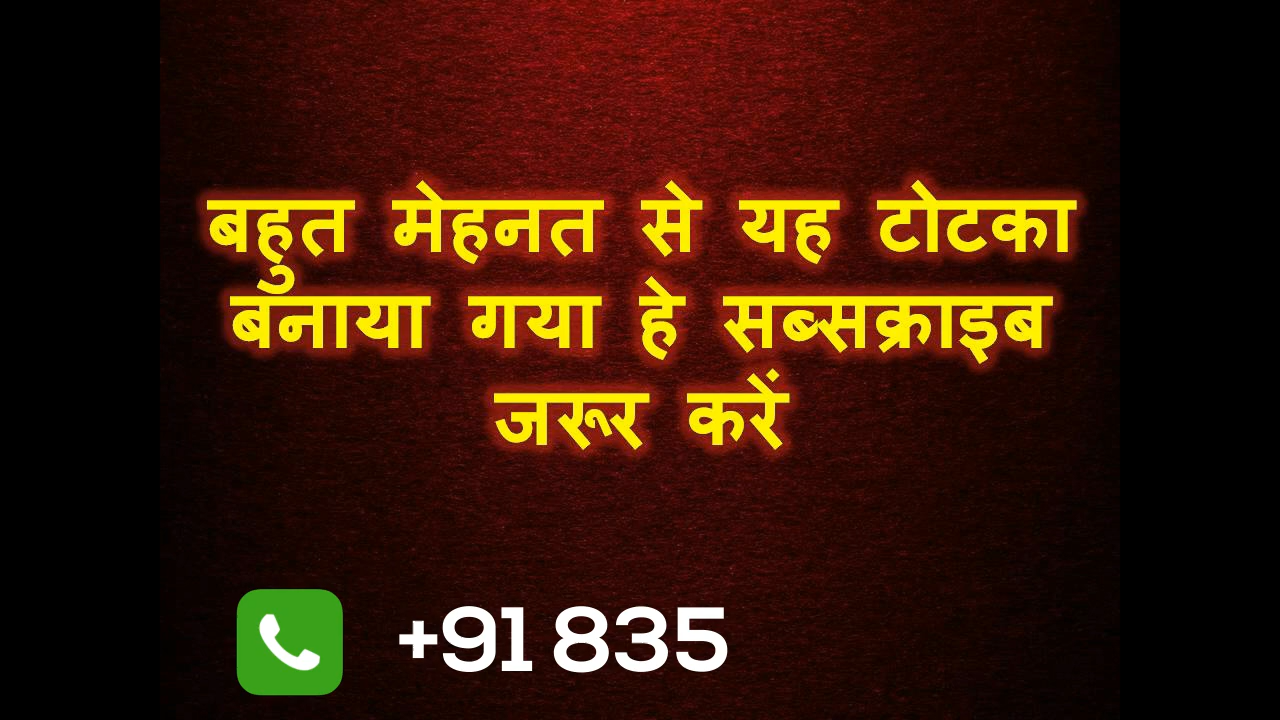 बहुत मेहनत से यह टोटका
बनाया गया हे सब्सक्राइब
जरूर करें
+91 835